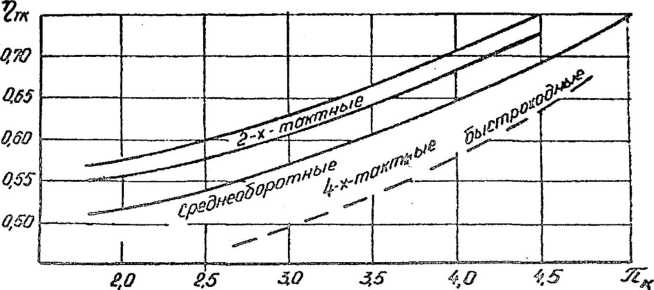 ηтк
0,70
0,65
0,60
0,55
0,50
2-х-тактные
среднеоборотные
4-х-тактные
быстроходные
2,0 2,5 3,0 3,5 4,0 4,5 πк